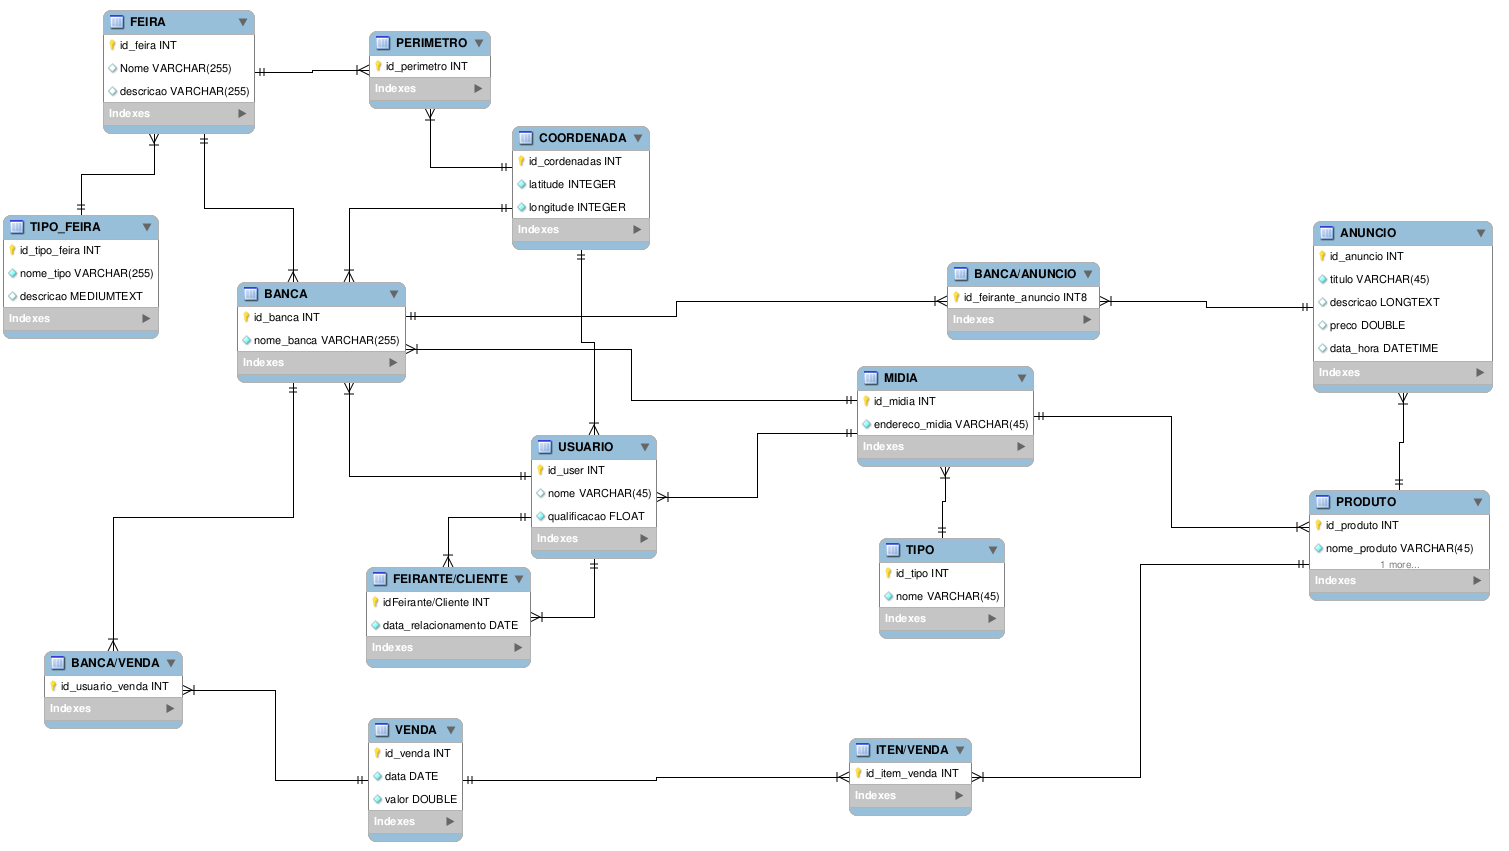 FEIRA
id_feira INT
Nome VARCHAR(255)
descricao VARCHAR(255)
Indexes
PERIMETRO
id_perimetro INT
Indexes
COORDENADA
id_cordenadas INT
latitude INTEGER
longitude INTEGER
Indexes
TIPO_FEIRA
id_tipo_feira INT
nome_tipo VARCHAR(255)
descricao MEDIUMTEXT
Indexes
BANCA
id_banca INT
nome_banca VARCHAR(255)
Indexes
BANCA/ANUNCIO
id_feirante_anuncio INT8
Indexes
ANUNCIO
id_anuncio INT
titulo VARCHAR(45)
descricao LONGTEXT
preco DOUBLE
data_hora DATETIME
Indexes
MIDIA
id_midia INT
endereco_midia VARCHAR(45)
Indexes
USUARIO
id_user INT
nome VARCHAR(45)
qualificacao FLOAT
Indexes
PRODUTO
id_produto INT
nome_produto VARCHAR(45)
1 more...
Indexes
TIPO
id_tipo INT
nome VARCHAR(45)
Indexes
FEIRANTE/CLIENTE
idFeirante/Cliente INT
data_relacionamento DATE
Indexes
BANCA/VENDA
id_usuario_venda INT
Indexes
VENDA
id_venda INT
data DATE
valor DOUBLE
Indexes
ITEN/VENDA
id_item_venda INT
Indexes